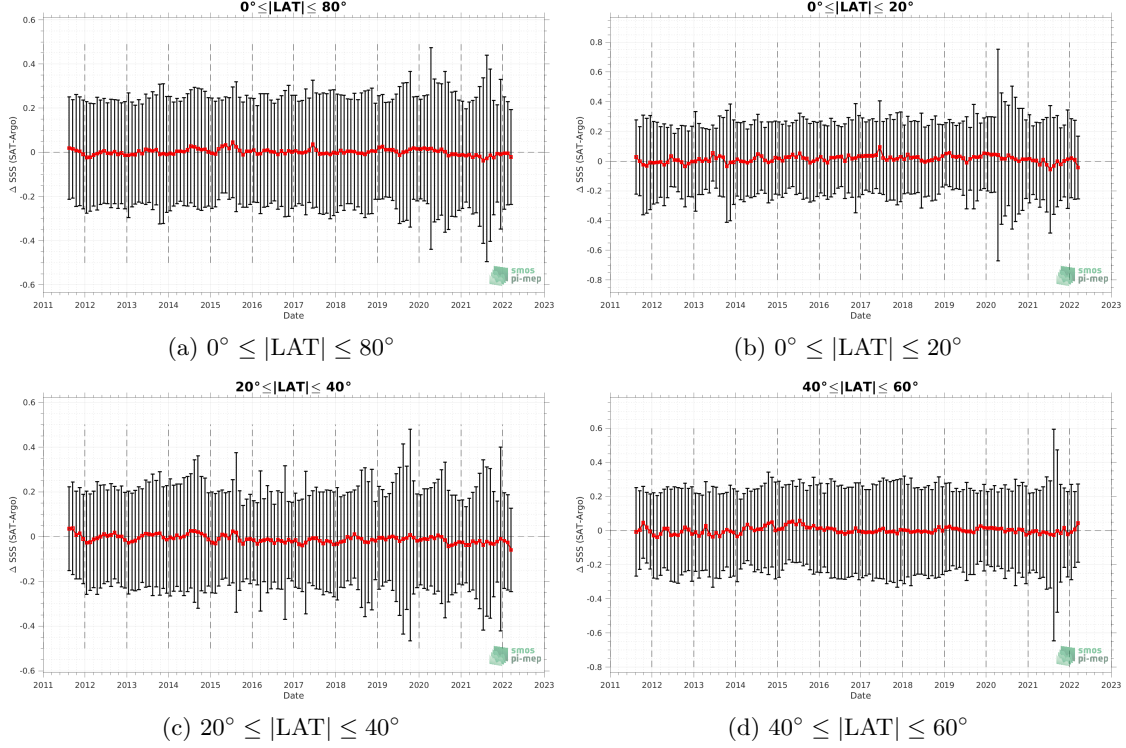 0°≤|LAT|≤ 80°
0.6
0.4
0.2
0
-0.2
-0.4
-0.6
Δ SSS (SAT-Argo)
2011 2012 2013 2014 2015 2016 2017 2018 2019 2020 2021 2022 2023
Date
smos
pi-mep
(a) 0° ≤ |LAT| ≤ 80°
0°≤|LAT|≤ 20°
0.8
0.6
0.4
0.2
0
-0.2
-0.4
-0.6
-0.8
Δ SSS (SAT-Argo)
2011 2012 2013 2014 2015 2016 2017 2018 2019 2020 2021 2022 2023
Date
smos
pi-mep
(b) 0° ≤ |LAT| ≤ 20°
20°≤|LAT|≤ 40°
0.6
0.4
0.2
0
-0.2
-0.4
-0.6
Δ SSS (SAT-Argo)
2011 2012 2013 2014 2015 2016 2017 2018 2019 2020 2021 2022 2023
Date
smos
pi-mep
(c) 20° ≤ |LAT| ≤ 40°
40°≤|LAT|≤ 60°
0.6
0.4
0.2
0
-0.2
-0.4
-0.6
-0.8
Δ SSS (SAT-Argo)
2011 2012 2013 2014 2015 2016 2017 2018 2019 2020 2021 2022 2023
Date
smos
pi-mep
(d) 40° ≤ |LAT| ≤ 60°